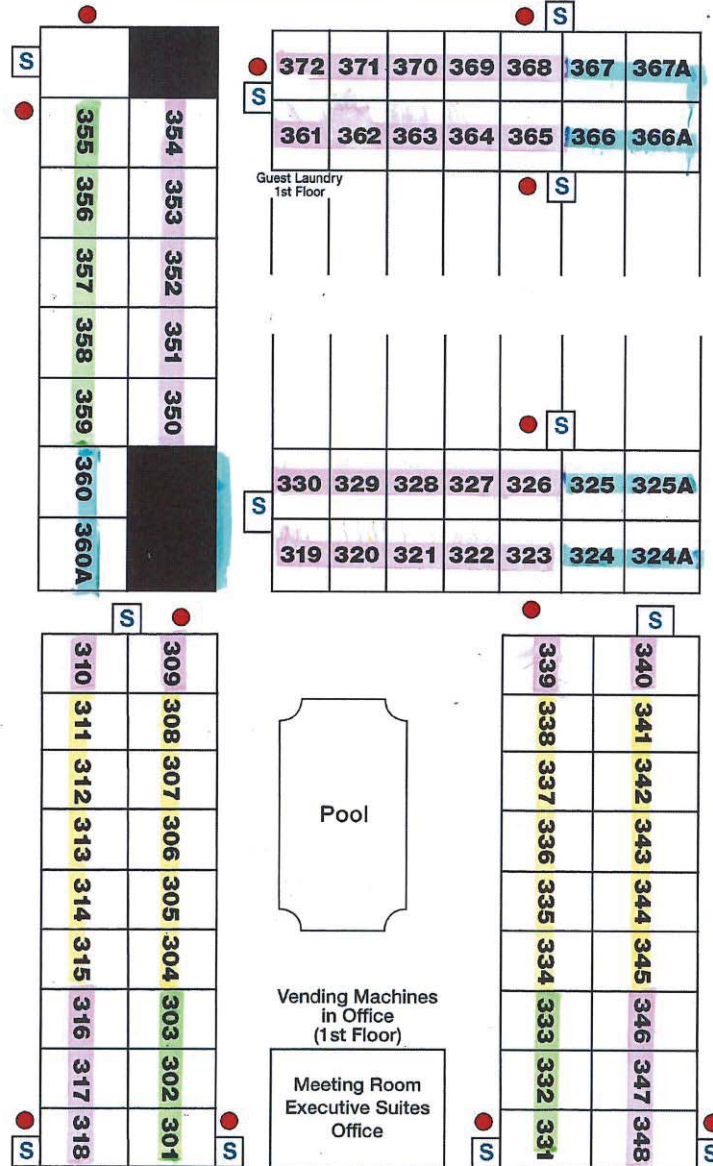 S
S
372 371 370 369 368 367 367A
S
361 362 363 364 365 366 366A
Guest Laundry
1st Floor
S
355 354
356 353
357 352
358 351
359 350
360
360A
S
330 329 328 327 326 325 325A
S
319 320 321 322 323 324 324A
S
S
310 309
311 308
312 307
313 306
314 305
315 304
316 303
317 302
318 301
S
S
Pool
Vending Machines
in Office
(1st Floor)
Meeting Room
Executive Suites
Office
339 340
338 341
337 342
336 343
335 344
334 345
333 346
332 347
331 348
S
S